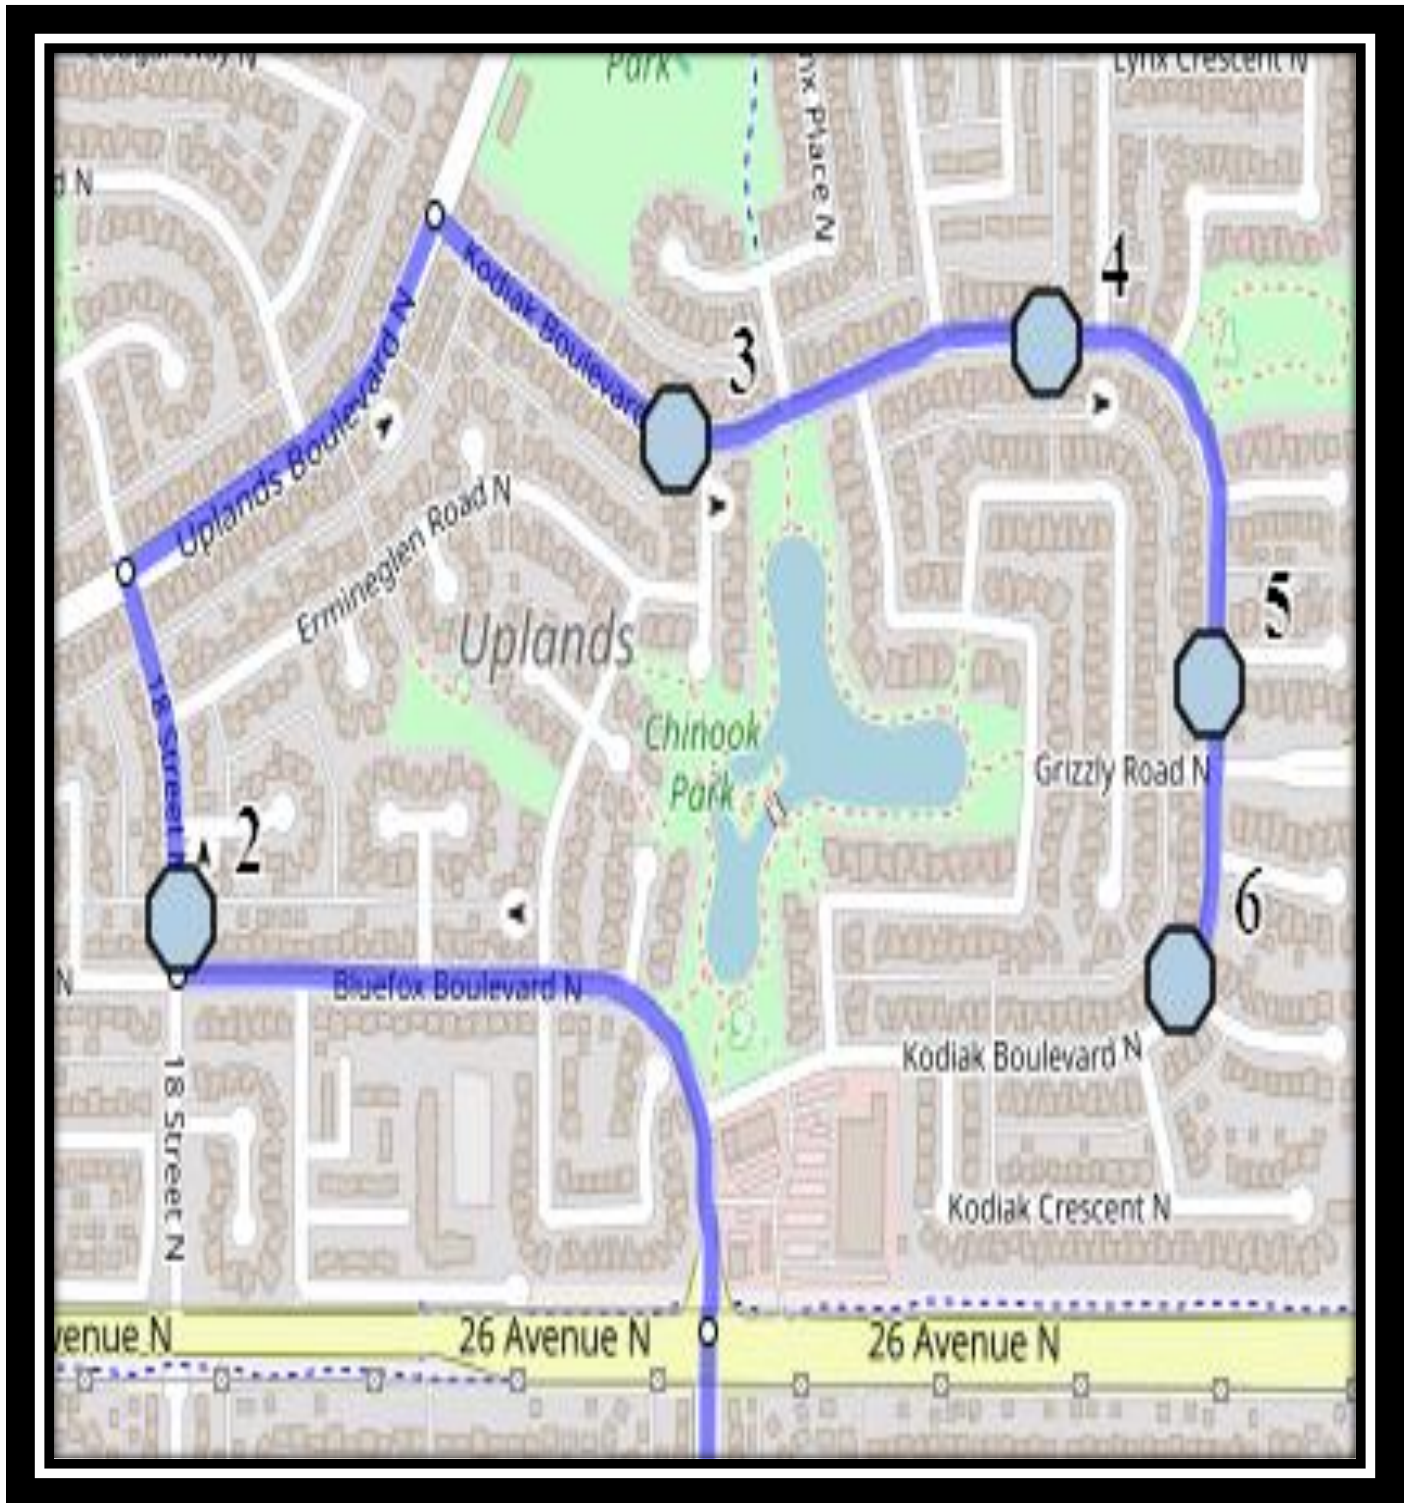 Park
Lynx Crescent N
d N
nx Place N
4
Kodiak Boulevard
3
Uplands Boulevard N
Ermineglen Road N
5
Uplands
18 Street N
Chinook
Park
Grizzly Road N
2
6
N
Bluefox Boulevard N
Kodiak Boulevard N
18 Street N
Kodiak Crescent N
venue N
26 Avenue N
26 Avenue N